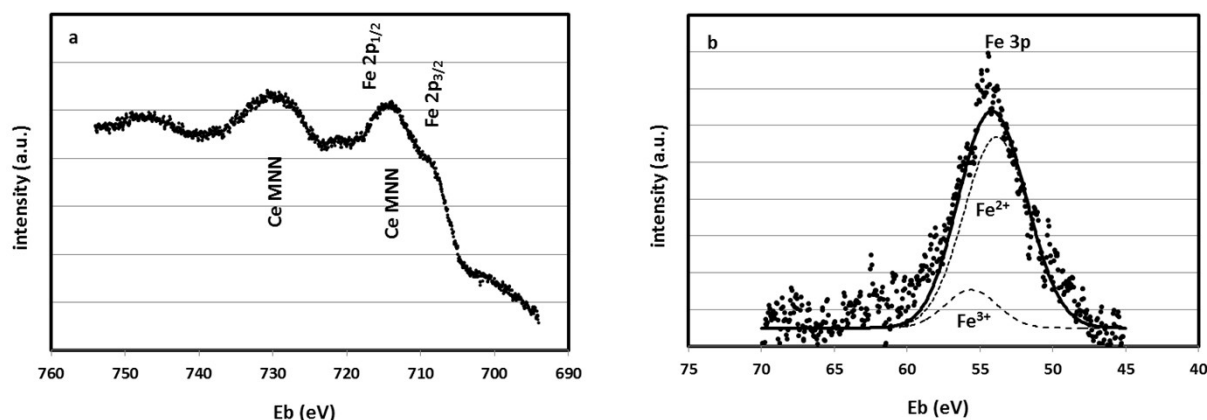 a
Fe 2p1/2
Fe 2p3/2
Ce MNN
Ce MNN
intensity (a.u.)
760 750 740 730 720 710 700 690
Eb (eV)
b
Fe 3p
Fe2+
Fe3+
intensity (a.u.)
75 70 65 60 55 50 45 40
Eb (eV)